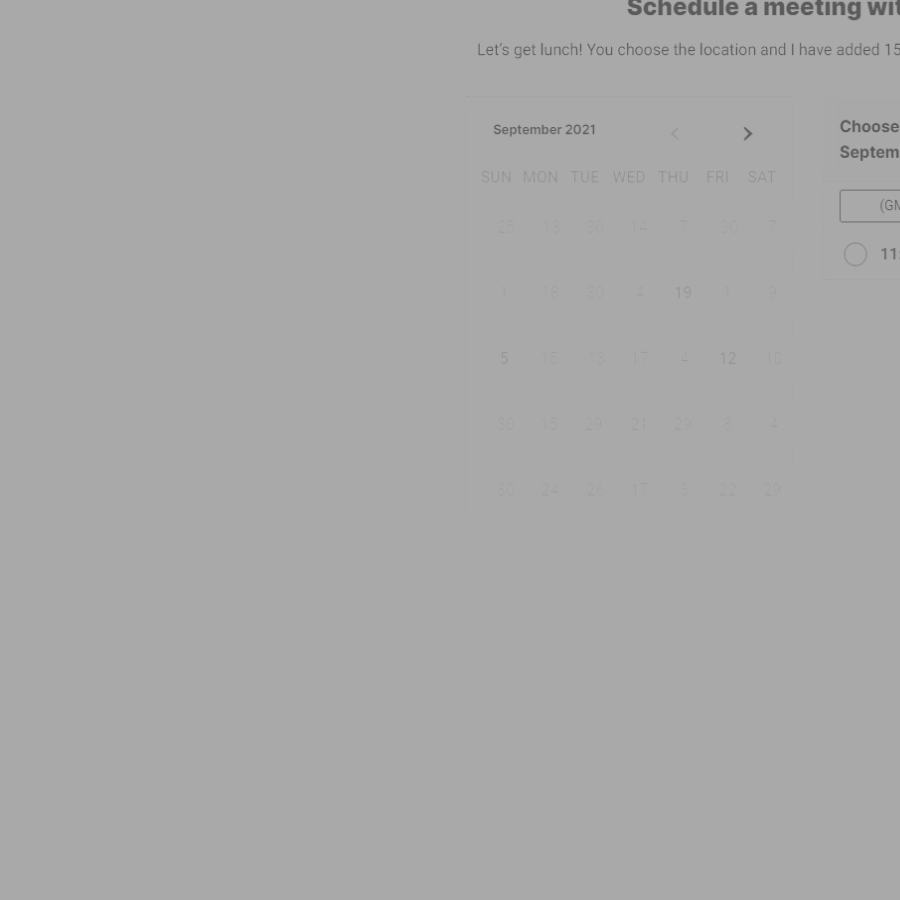 Schedule a meeting wit
Let's get lunch! You choose the location and I have added 15
September 2021
SUN MON TUE WED THU FRI SAT
25 13 30 14 7 30 7
1 18 30 4 19 1 9
5 15 13 17 4 12 10
30 15 29 21 29 8 4
30 24 26 17 22 29
Choose
Septem
(GM
11: